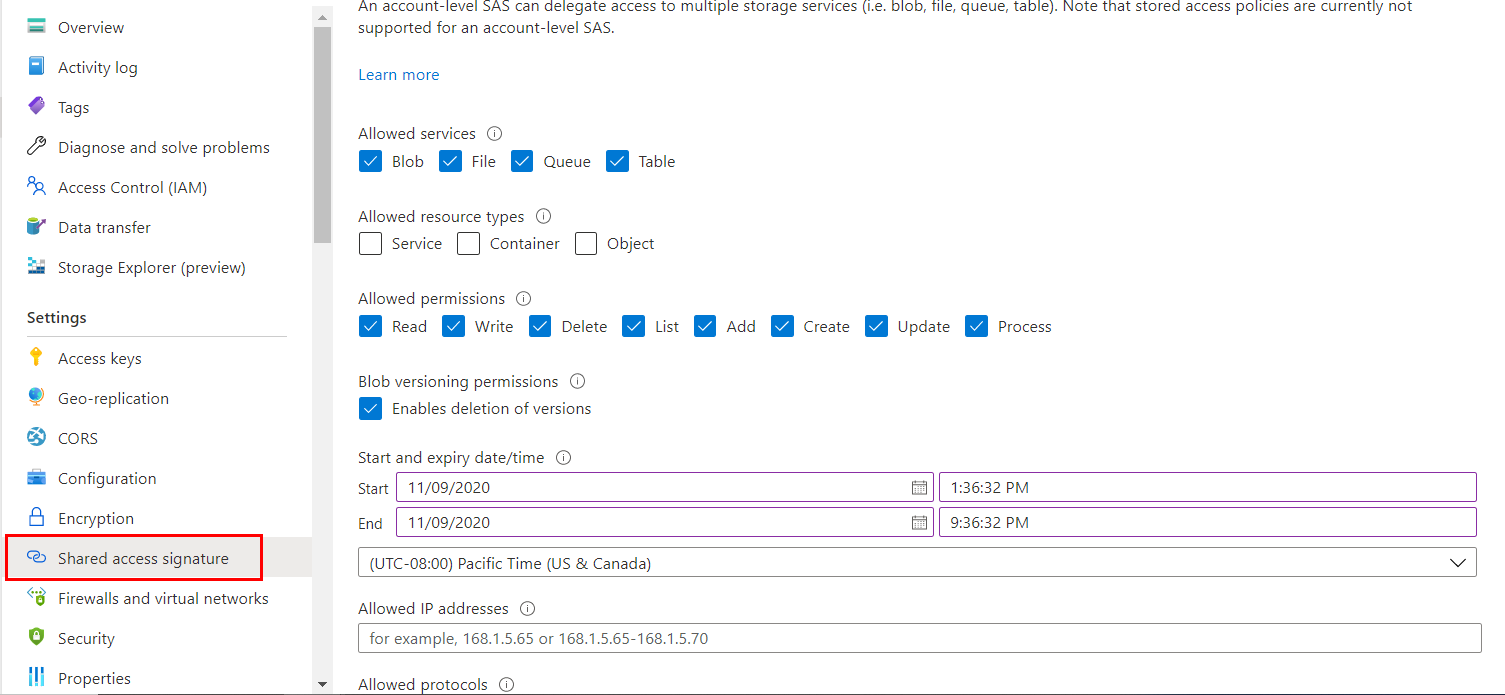 Overview
Activity log
Tags
Diagnose and solve problems
Access Control (IAM)
Data transfer
Storage Explorer (preview)
Settings
Access keys
Geo-replication
CORS
Configuration
Encryption
Shared access signature
Firewalls and virtual networks
Security
Properties
An account-level SAS can delegate access to multiple storage services (i.e. blob, file, queue, table). Note that stored access policies are currently not
supported for an account-level SAS.
Learn more
Allowed services
Blob File Queue Table
Allowed resource types
Service Container Object
Allowed permissions
Read Write Delete List Add Create Update Process
Blob versioning permissions
Enables deletion of versions
Start and expiry date/time
Start 11/09/2020 1:36:32 PM
End 11/09/2020 9:36:32 PM
(UTC-08:00) Pacific Time (US & Canada)
Allowed IP addresses
for example, 168.1.5.65 or 168.1.5.65-168.1.5.70
Allowed protocols